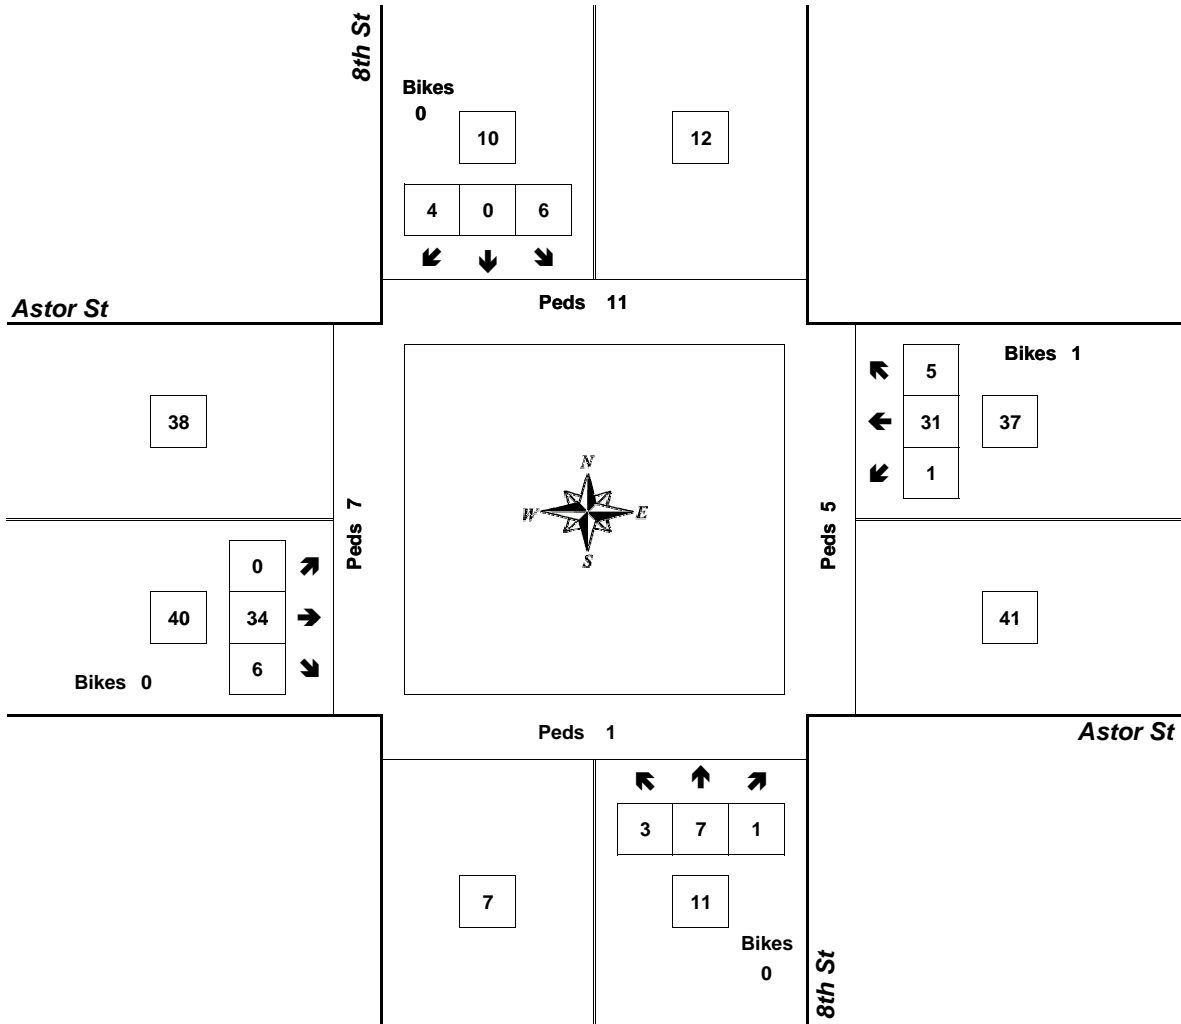 8th St
Bikes
0
10
12
4 0 6
Astor St
Peds 11
5
Bikes 1
38
31
37
1
N
W E
S
Peds 7
Peds 5
0
40
34
41
6
Bikes 0
Peds 1
Astor St
3 7 1
7
11
Bikes
0
8th St